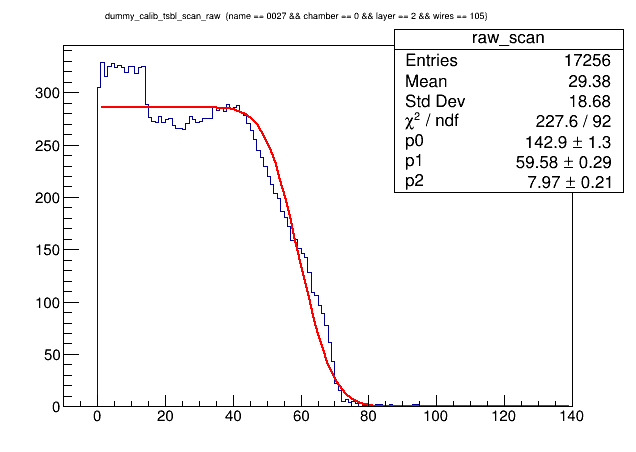 dummy_calib_tsbl_scan_raw (name == 0027 && chamber == 0 && layer == 2 && wires == 105)
raw_scan
Entries 17256
Mean 29.38
Std Dev 18.68
χ² / ndf 227.6 / 92
p0 142.9 ± 1.3
p1 59.58 ± 0.29
p2 7.97 ± 0.21
300
250
200
150
100
50
0
0 20 40 60 80 100 120 140